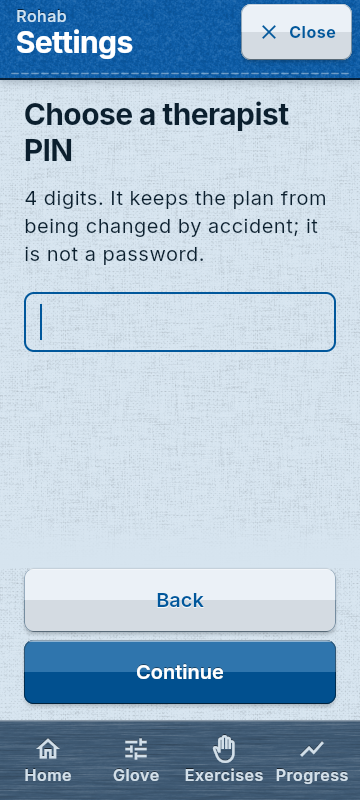 Rohab
Settings
Close
Choose a therapist
PIN
4 digits. It keeps the plan from
being changed by accident; it
is not a password.
Back
Continue
Home
Glove
Exercises
Progress